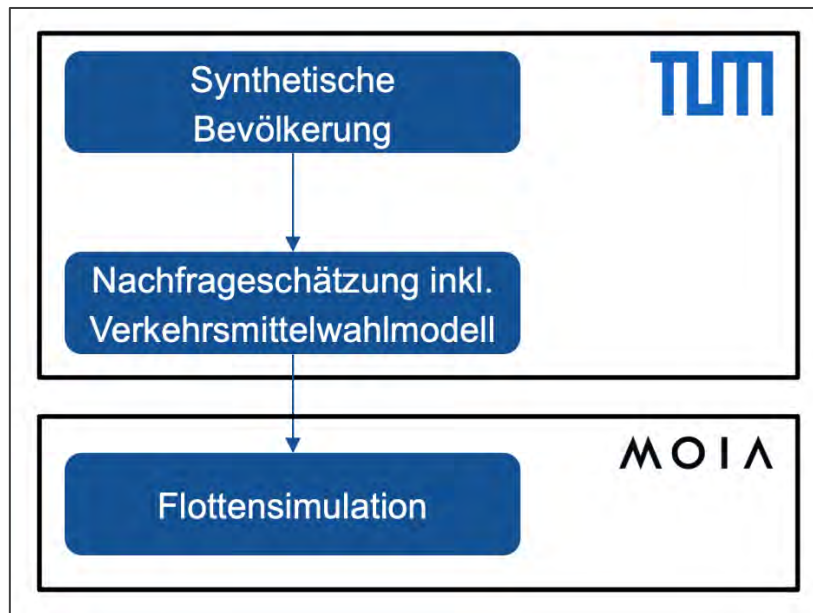 Synthetische
Bevölkerung
TUM
Nachfrageschätzung inkl.
Verkehrsmittelwahlmodell
MOIA
Flottensimulation